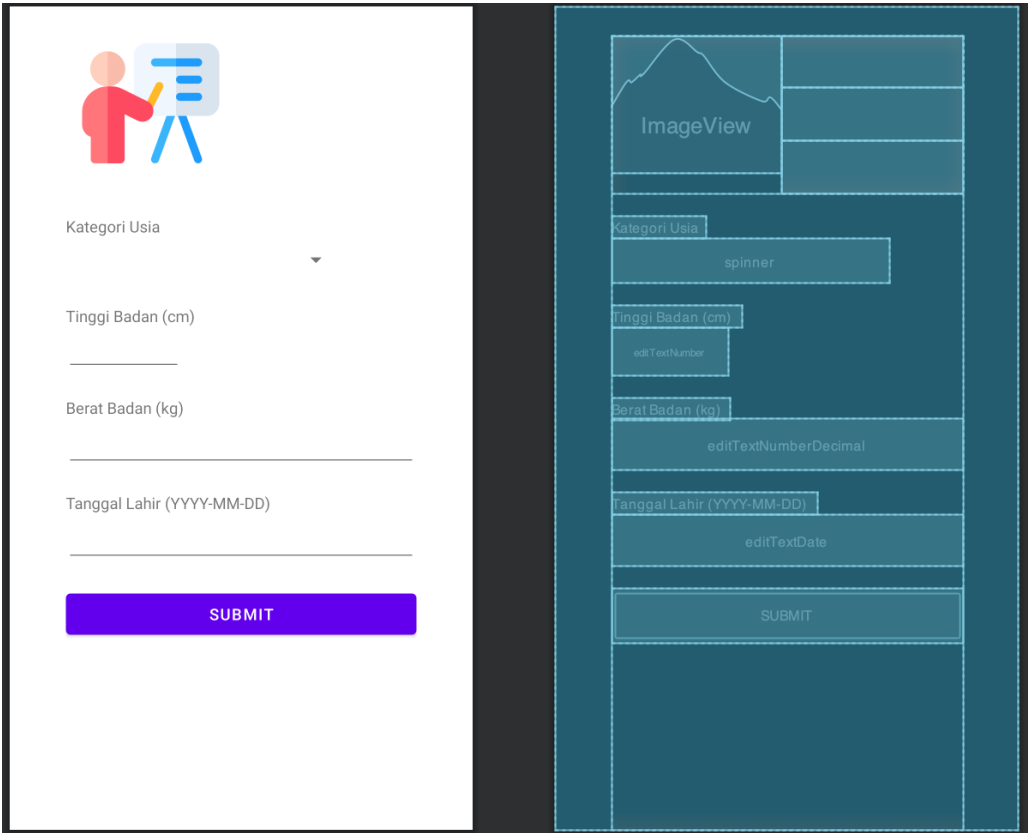 Kategori Usia
Tinggi Badan (cm)
Berat Badan (kg)
Tanggal Lahir (YYYY-MM-DD)
SUBMIT
ImageView
Kategori Usia
spinner
Tinggi Badan (cm)
editTextNumber
Berat Badan (kg)
editTextNumberDecimal
Tanggal Lahir (YYYY-MM-DD)
editTextDate
SUBMIT